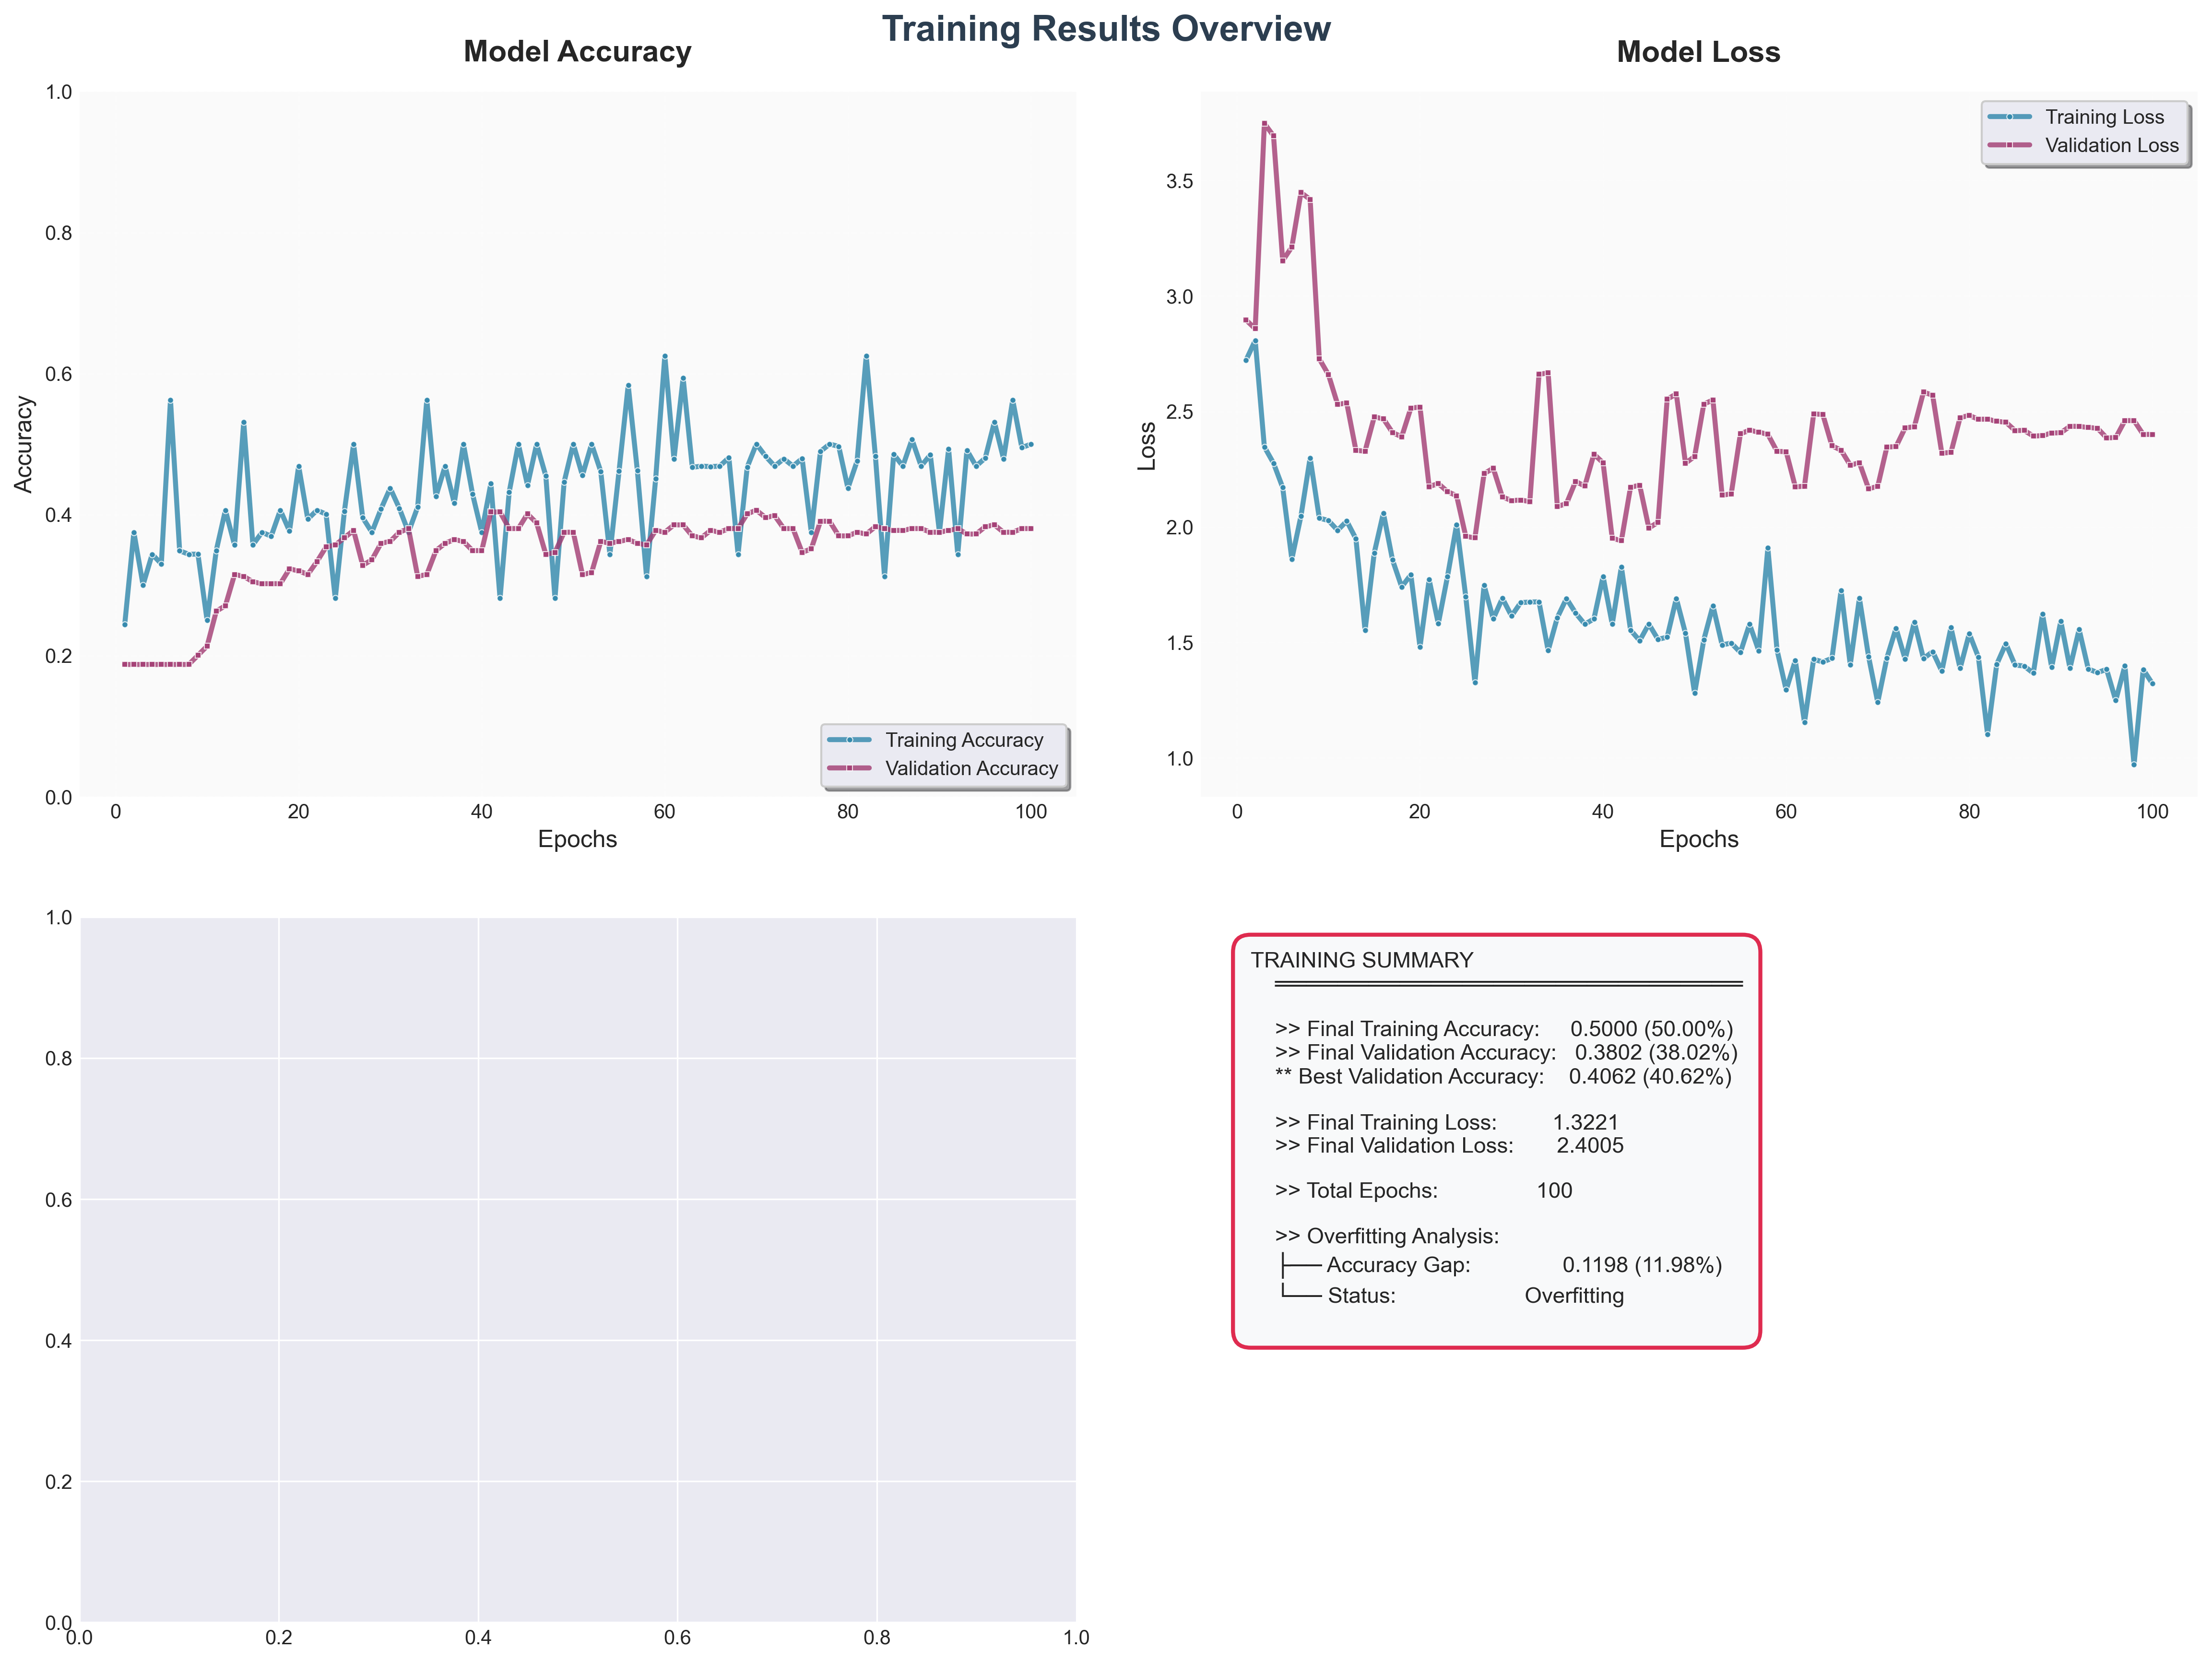 Training Results Overview
Model Accuracy
1.0
0.8
0.6
0.4
0.2
0.0
Accuracy
0 20 40 60 80 100
Epochs
Training Accuracy
Validation Accuracy
Model Loss
3.5
3.0
2.5
2.0
1.5
1.0
Loss
0 20 40 60 80 100
Epochs
Training Loss
Validation Loss
1.0
0.8
0.6
0.4
0.2
0.0
0.0 0.2 0.4 0.6 0.8 1.0
TRAINING SUMMARY
>> Final Training Accuracy: 0.5000 (50.00%)
>> Final Validation Accuracy: 0.3802 (38.02%)
** Best Validation Accuracy: 0.4062 (40.62%)
>> Final Training Loss: 1.3221
>> Final Validation Loss: 2.4005
>> Total Epochs: 100
>> Overfitting Analysis:
├── Accuracy Gap: 0.1198 (11.98%)
└── Status: Overfitting